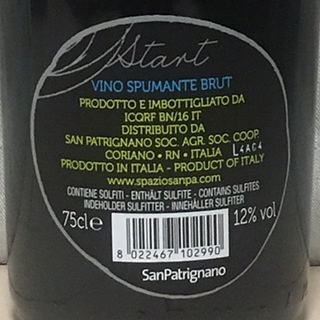 Start
VINO SPUMANTE BRUT
PRODOTTO E IMBOTTIGLIATO DA
ICQRF BN/16 IT
DISTRIBUITO DA
SAN PATRIGNANO SOC. AGR. SOC. COOP.
CORIANO • RN • ITALIA L4A04
PRODOTTO IN ITALIA - PRODUCT OF ITALY
www.spaziosanpa.com
CONTIENE SOLFITI - ENTHÄLT SULFITE - CONTAINS SULFITES
INDEHOLDER SULFITTER - INNEHÅLLER SULFITER
75cl e 12% vol
8 022467 102990
SanPatrignano